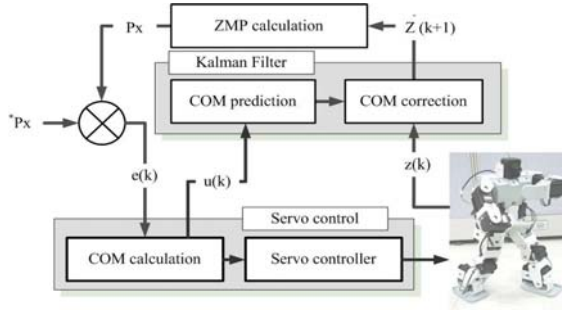 Px
ZMP calculation
Z (k+1)
Kalman Filter
COM prediction
COM correction
*Px
e(k)
u(k)
z(k)
Servo control
COM calculation
Servo controller